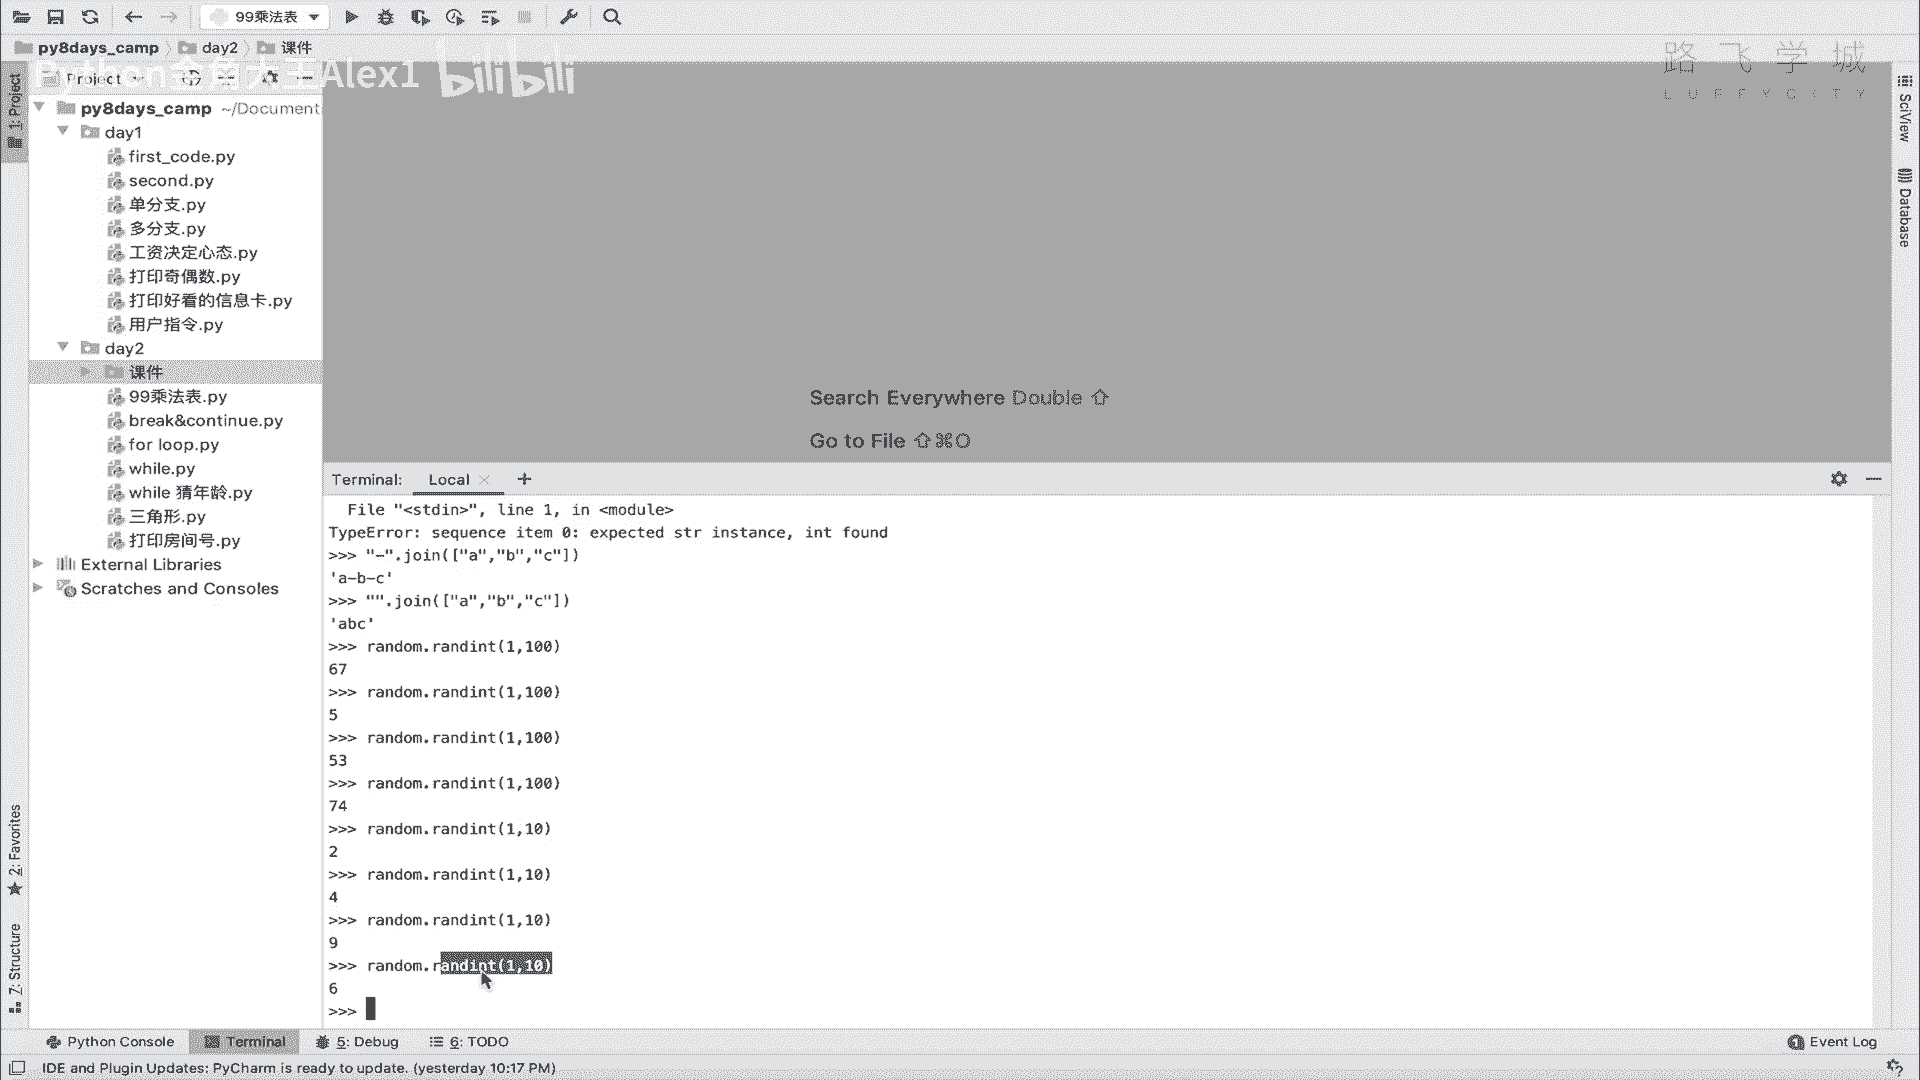 99乘法表
py8days_camp day2 课件
Python金角大王Alex1 bilibili
路飞学城
LUFFYCITY
1: Project
Project
py8days_camp ~/Document
day1
first_code.py
second.py
单分支.py
多分支.py
工资决定心态.py
打印奇偶数.py
打印好看的信息卡.py
用户指令.py
day2
课件
99乘法表.py
break&continue.py
for loop.py
while.py
while 猜年龄.py
三角形.py
打印房间号.py
External Libraries
Scratches and Consoles
SciView
Database
Search Everywhere Double ⇧
Go to File ⇧⌘O
Terminal: Local × +
File "<stdin>", line 1, in <module>
TypeError: sequence item 0: expected str instance, int found
>>> "-".join(["a","b","c"])
'a-b-c'
>>> "".join(["a","b","c"])
'abc'
>>> random.randint(1,100)
67
>>> random.randint(1,100)
5
>>> random.randint(1,100)
53
>>> random.randint(1,100)
74
>>> random.randint(1,10)
2
>>> random.randint(1,10)
4
>>> random.randint(1,10)
9
>>> random.randint(1,10)
6
>>>
2: Favorites
7: Structure
Python Console Terminal 5: Debug 6: TODO Event Log
IDE and Plugin Updates: PyCharm is ready to update. (yesterday 10:17 PM)